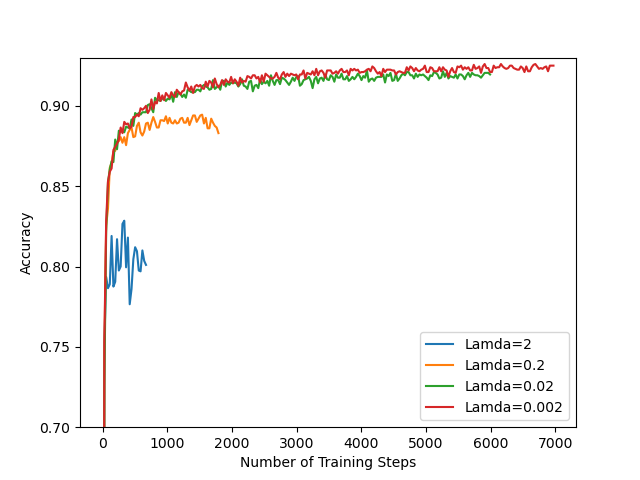 0.90
0.85
0.80
0.75
0.70
Accuracy
0 1000 2000 3000 4000 5000 6000 7000
Number of Training Steps
Lamda=2
Lamda=0.2
Lamda=0.02
Lamda=0.002